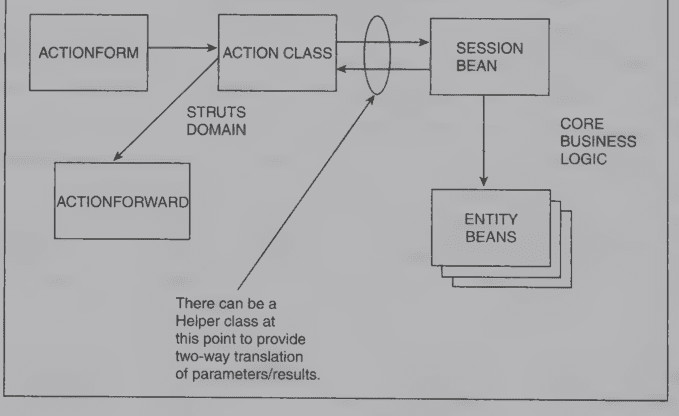 ACTIONFORM
ACTION CLASS
SESSION
BEAN
STRUTS
DOMAIN
CORE
BUSINESS
LOGIC
ACTIONFORWARD
ENTITY
BEANS
There can be a
Helper class at
this point to provide
two-way translation
of parameters/results.